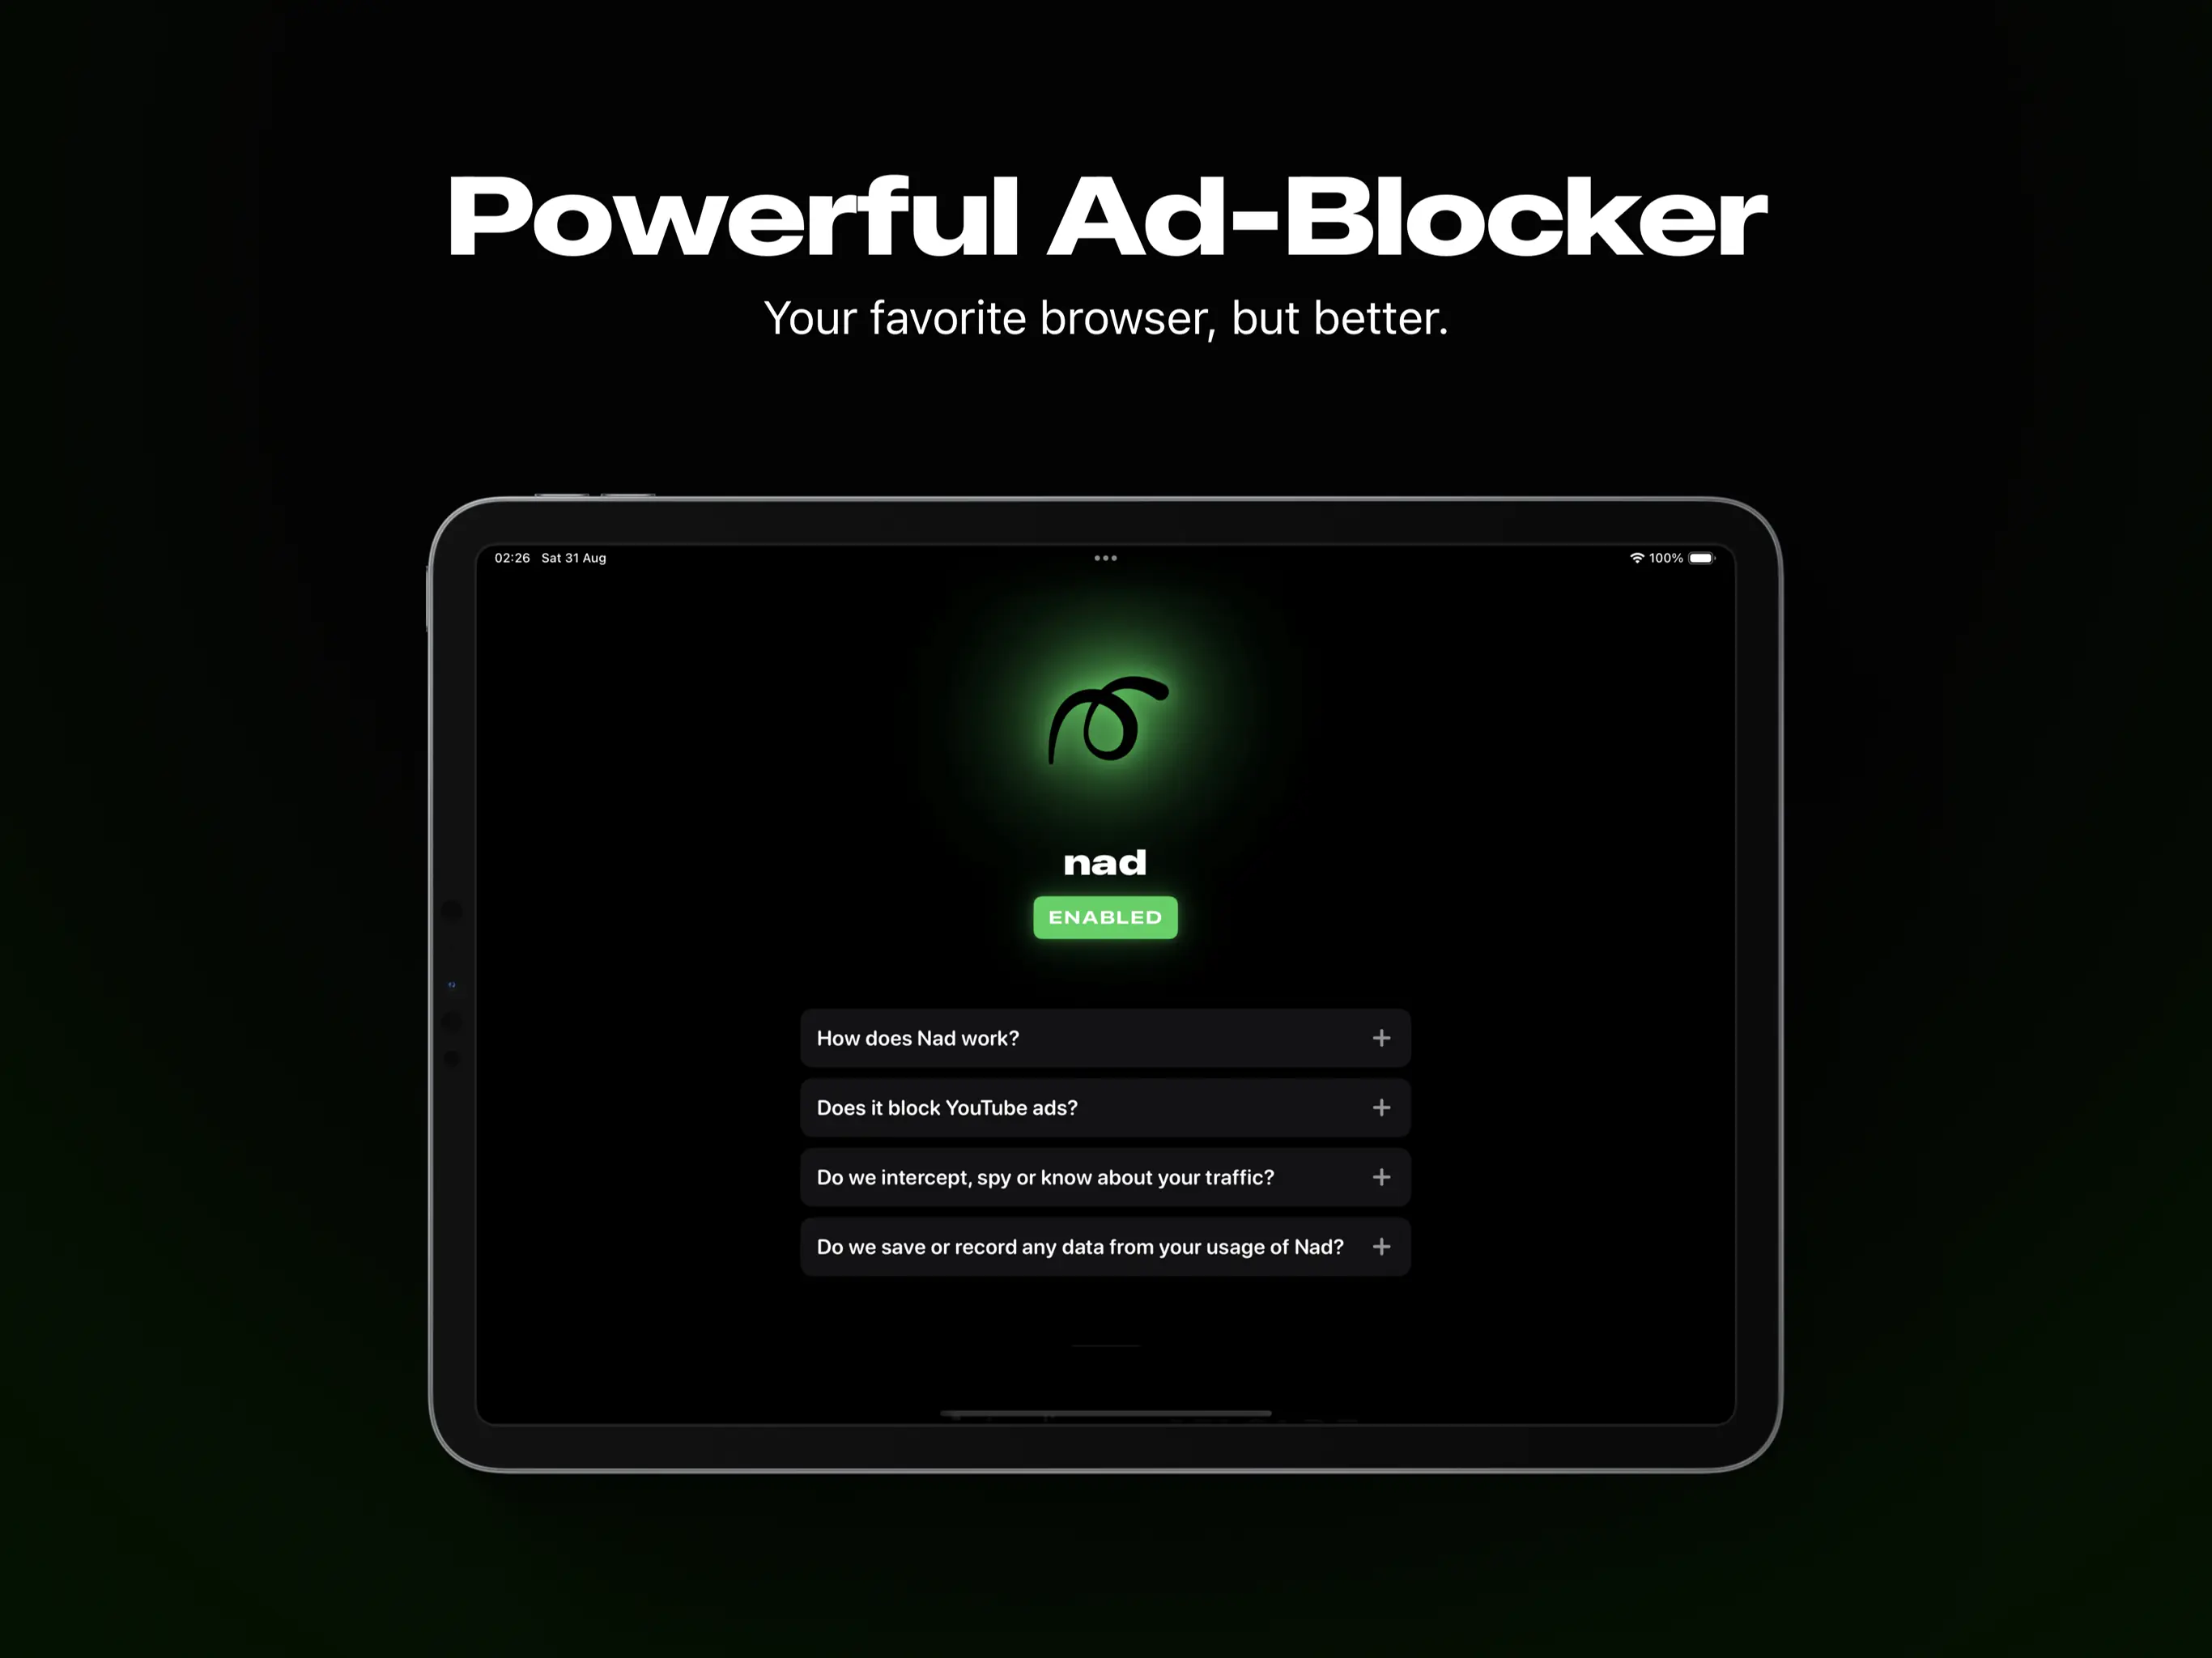 Powerful Ad-Blocker
Your favorite browser, but better.
02:26 Sat 31 Aug
100%
nad
ENABLED
How does Nad work?
Does it block YouTube ads?
Do we intercept, spy or know about your traffic?
Do we save or record any data from your usage of Nad?